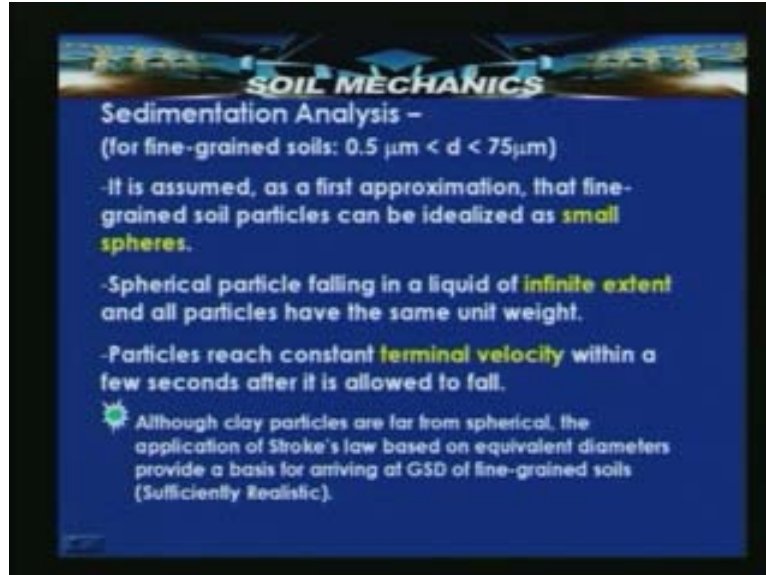 SOIL MECHANICS
Sedimentation Analysis –
(for fine-grained soils: 0.5 μm < d < 75μm)
-It is assumed, as a first approximation, that fine-
grained soil particles can be idealized as small
spheres.
-Spherical particle falling in a liquid of infinite extent
and all particles have the same unit weight.
-Particles reach constant terminal velocity within a
few seconds after it is allowed to fall.
Although clay particles are far from spherical, the
application of Stroke's law based on equivalent diameters
provide a basis for arriving at GSD of fine-grained soils
(Sufficiently Realistic).